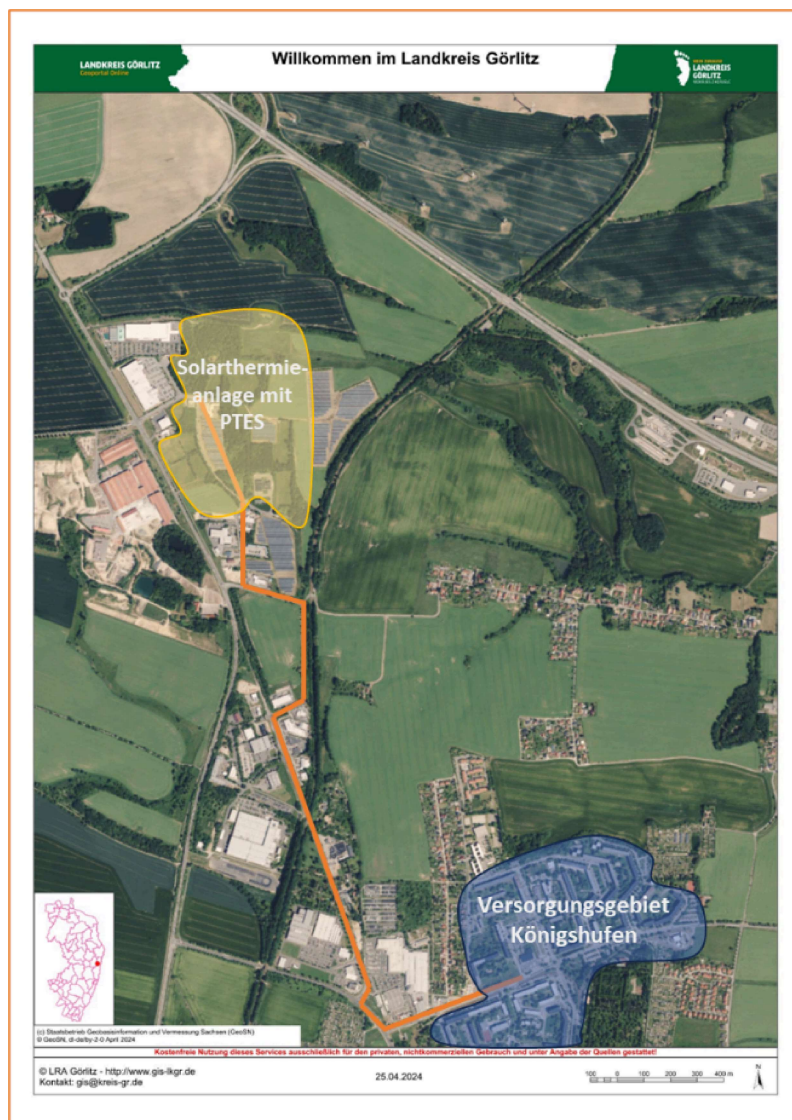 LANDKREIS GÖRLITZ
Geoportal Online
Willkommen im Landkreis Görlitz
LANDKREIS
GÖRLITZ
Solarthermie-
anlage mit
PTES
Versorgungsgebiet
Königshufen
(c) Staatsbetrieb Geobasisinformation und Vermessung Sachsen (GeoSN)
© GeoSN, dl-de/by-2-0 April 2024
Kostenfreie Nutzung dieses Services ausschließlich für den privaten, nichtkommerziellen Gebrauch und unter Angabe der Quellen gestattet!
© LRA Görlitz - http://www.gis-lkgr.de
Kontakt: gis@kreis-gr.de
25.04.2024
100 0 100 200 300 400 m
N